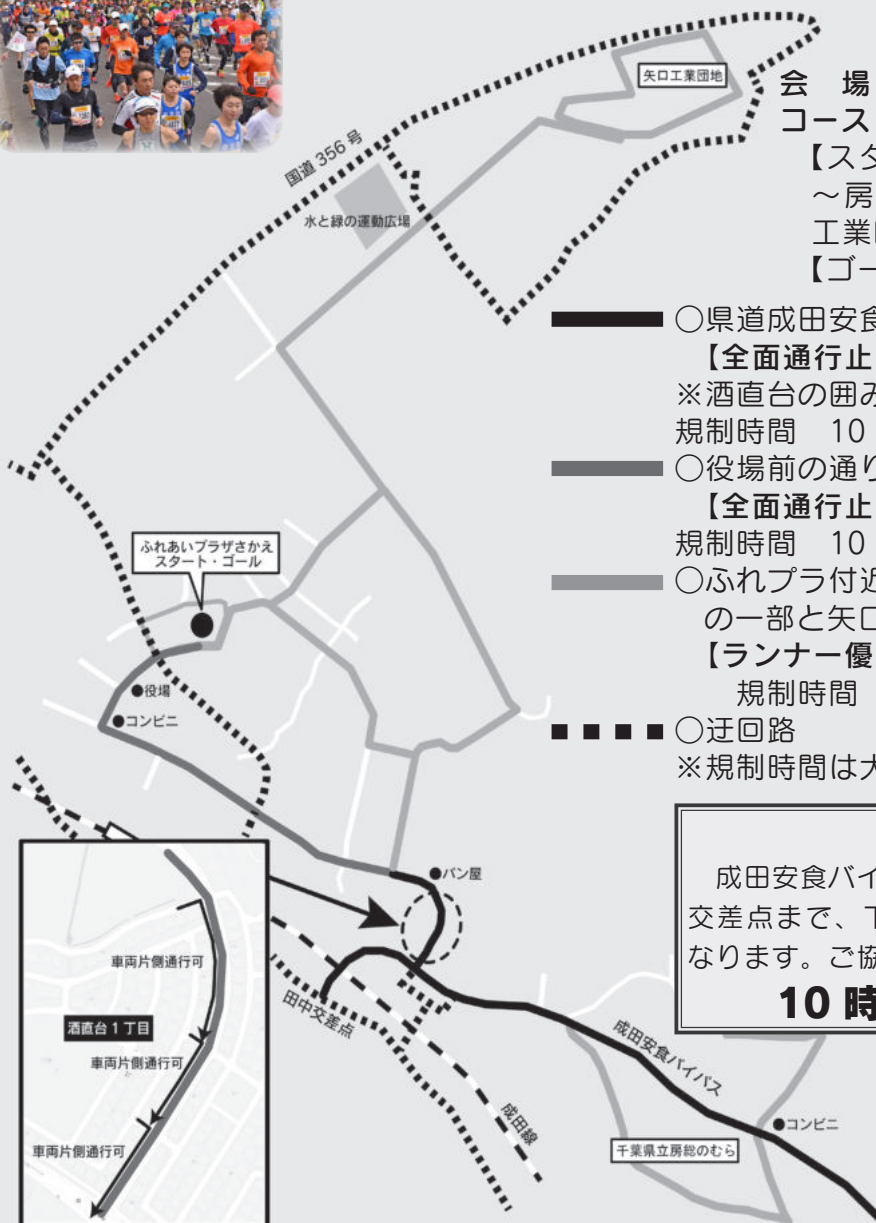 矢口工業団地
会　場
コース
国道 356 号
【スタ
～房
水と緑の運動広場
工業
【ゴー
○県道成田安食
【全面通行止
※酒直台の囲み
規制時間　10
○役場前の通り
【全面通行止
規制時間　10
ふれあいプラザさかえ
スタート・ゴール
○ふれプラ付近
の一部と矢口
【ランナー優
規制時間
●役場
●コンビニ
○迂回路
※規制時間は大
●パン屋
成田安食バイ
交差点まで、
なります。ご協
10 時
車両片側通行可
酒直台 1 丁目
車両片側通行可
車両片側通行可
田中交差点
成田線
成田安食バイパス
●コンビニ
千葉県立房総のむら